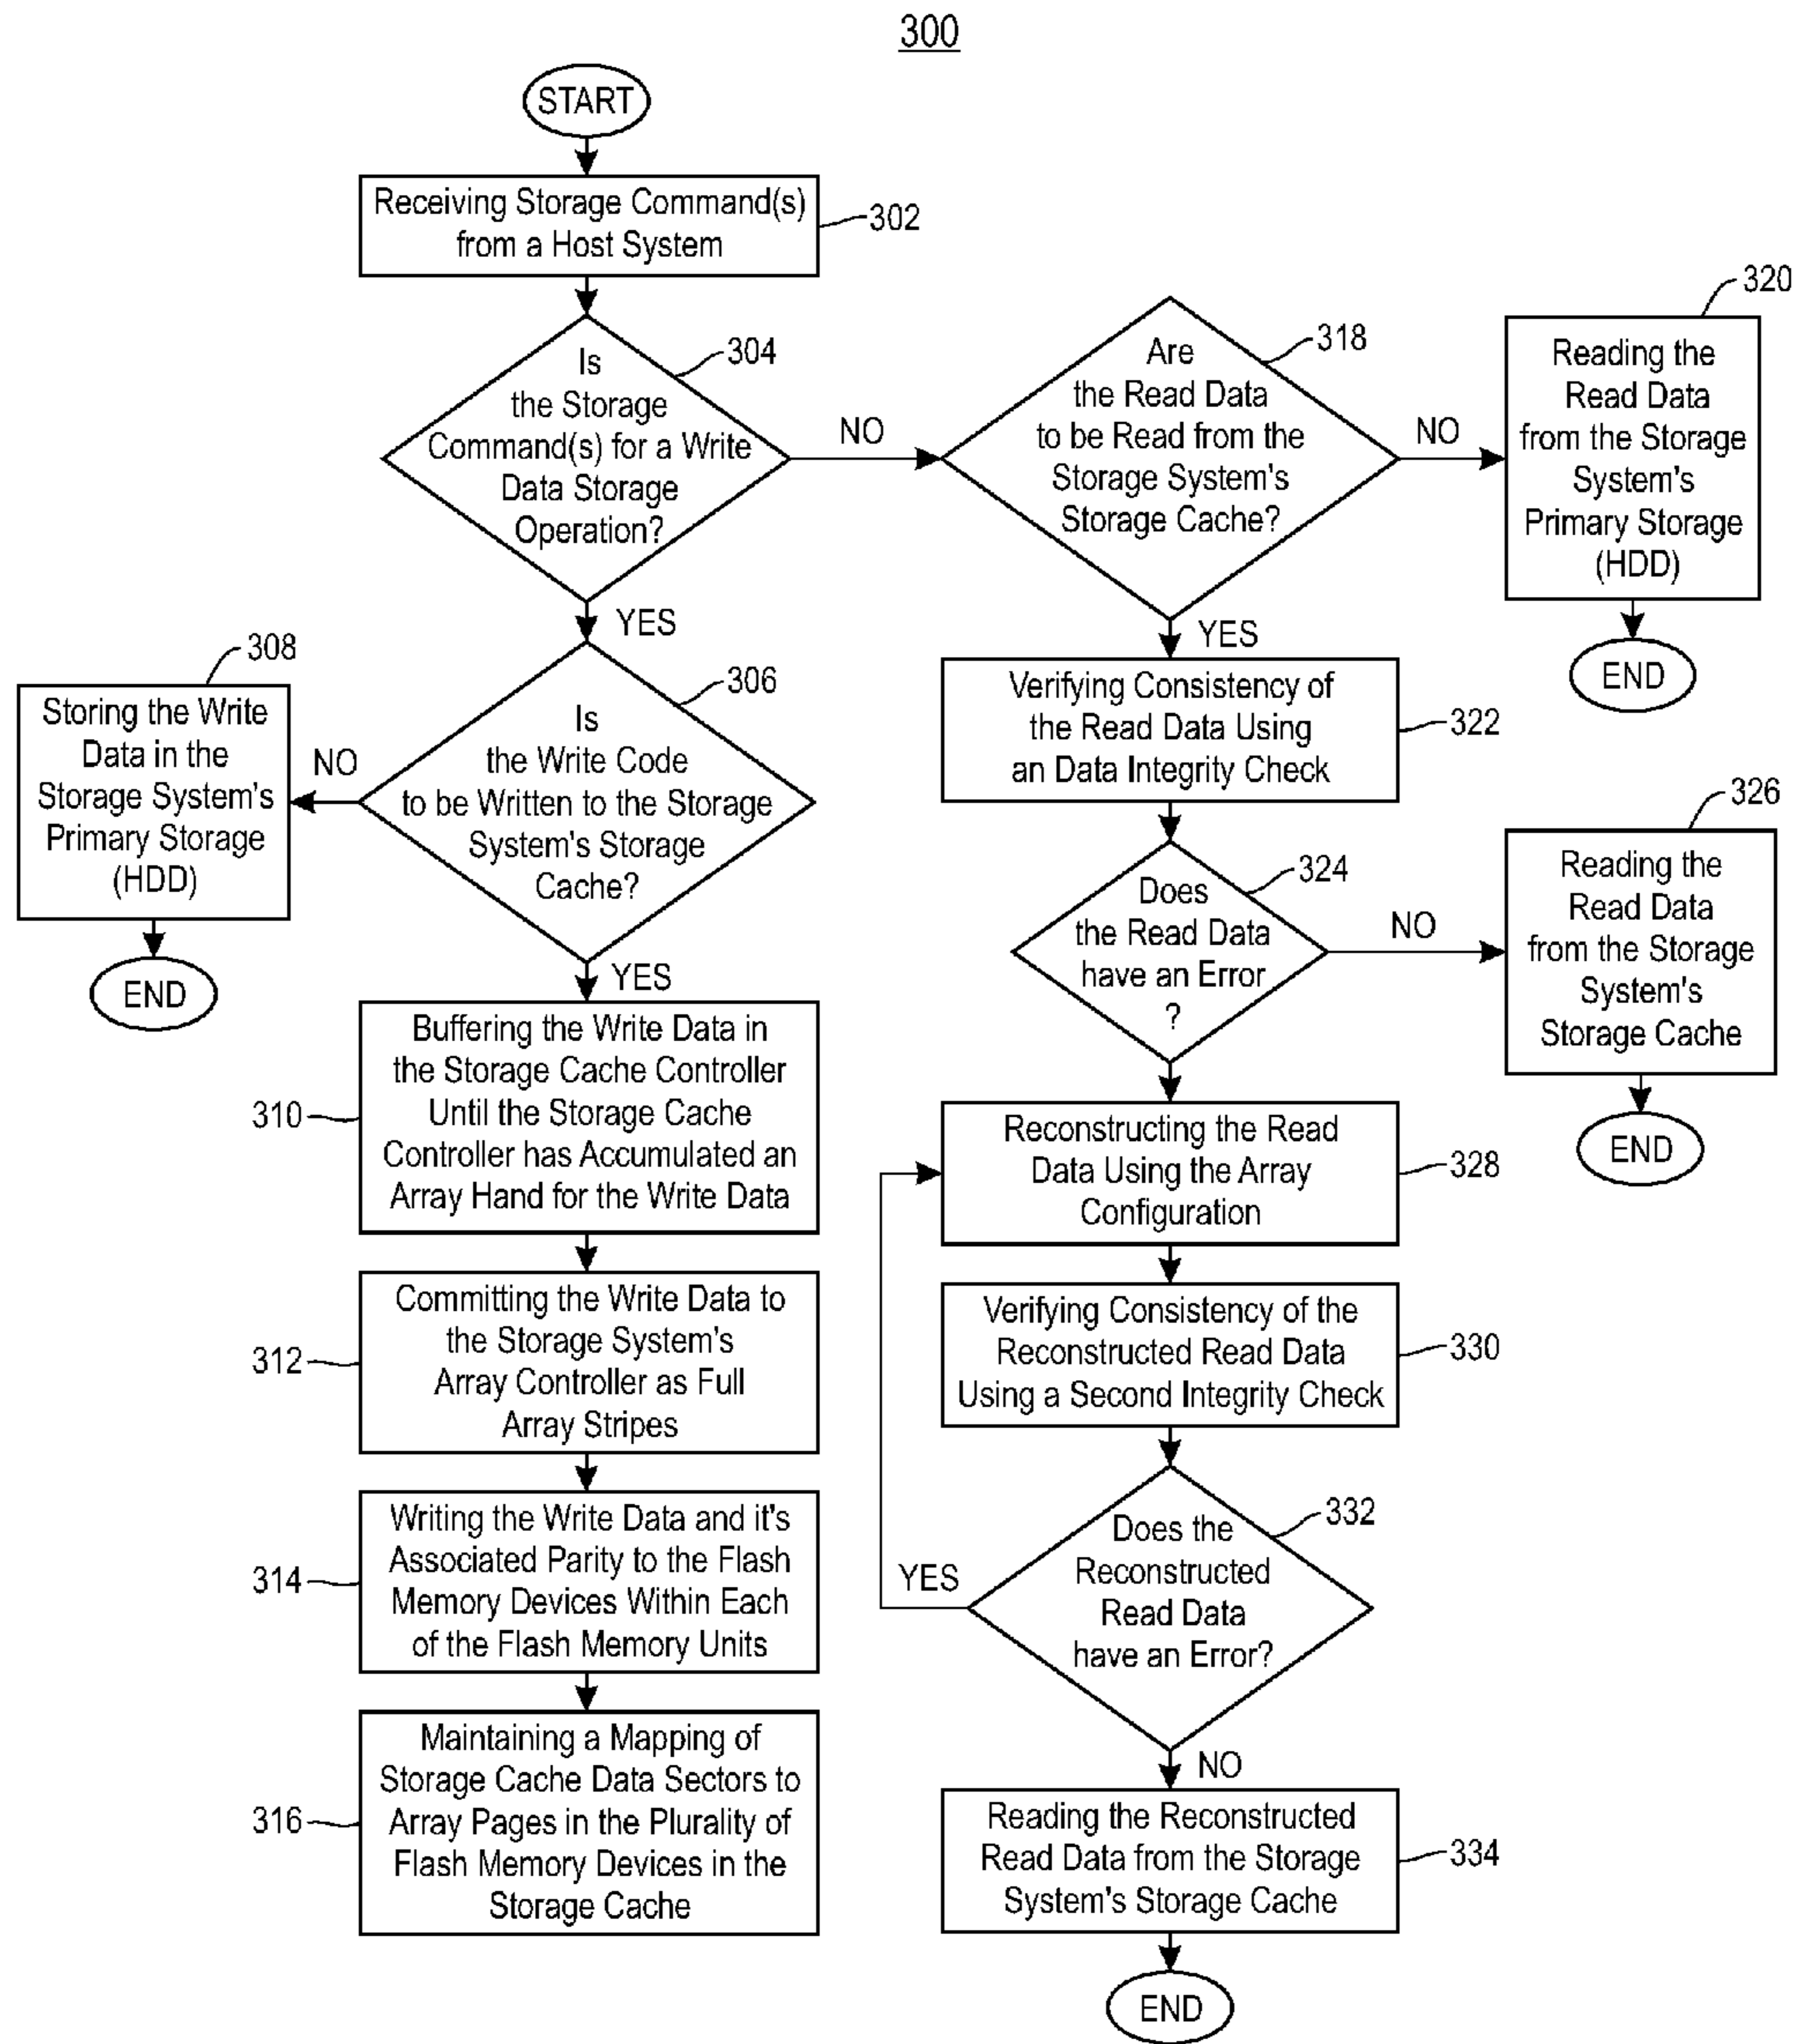 300
START
Receiving Storage Command(s)
from a Host System
302
Is
the Storage
Command(s) for a Write
Data Storage
Operation?
304
NO
YES
Is
the Write Code
to be Written to the Storage
System's Storage
Cache?
306
NO
308
Storing the Write
Data in the
Storage System's
Primary Storage
(HDD)
END
YES
Buffering the Write Data in
the Storage Cache Controller
Until the Storage Cache
Controller has Accumulated an
Array Hand for the Write Data
310
Committing the Write Data to
the Storage System's
Array Controller as Full
Array Stripes
312
Writing the Write Data and it's
Associated Parity to the Flash
Memory Devices Within Each
of the Flash Memory Units
314
Maintaining a Mapping of
Storage Cache Data Sectors to
Array Pages in the Plurality of
Flash Memory Devices in the
Storage Cache
316
Are
the Read Data
to be Read from the
Storage System's
Storage Cache?
318
NO
320
Reading the
Read Data
from the Storage
System's
Primary Storage
(HDD)
END
YES
Verifying Consistency of
the Read Data Using
an Data Integrity Check
322
Does
the Read Data
have an Error
?
324
NO
326
Reading the
Read Data
from the Storage
System's
Storage Cache
END
Reconstructing the Read
Data Using the Array
Configuration
328
Verifying Consistency of the
Reconstructed Read Data
Using a Second Integrity Check
330
Does the
Reconstructed
Read Data
have an Error?
332
YES
NO
Reading the Reconstructed
Read Data from the Storage
System's Storage Cache
334
END